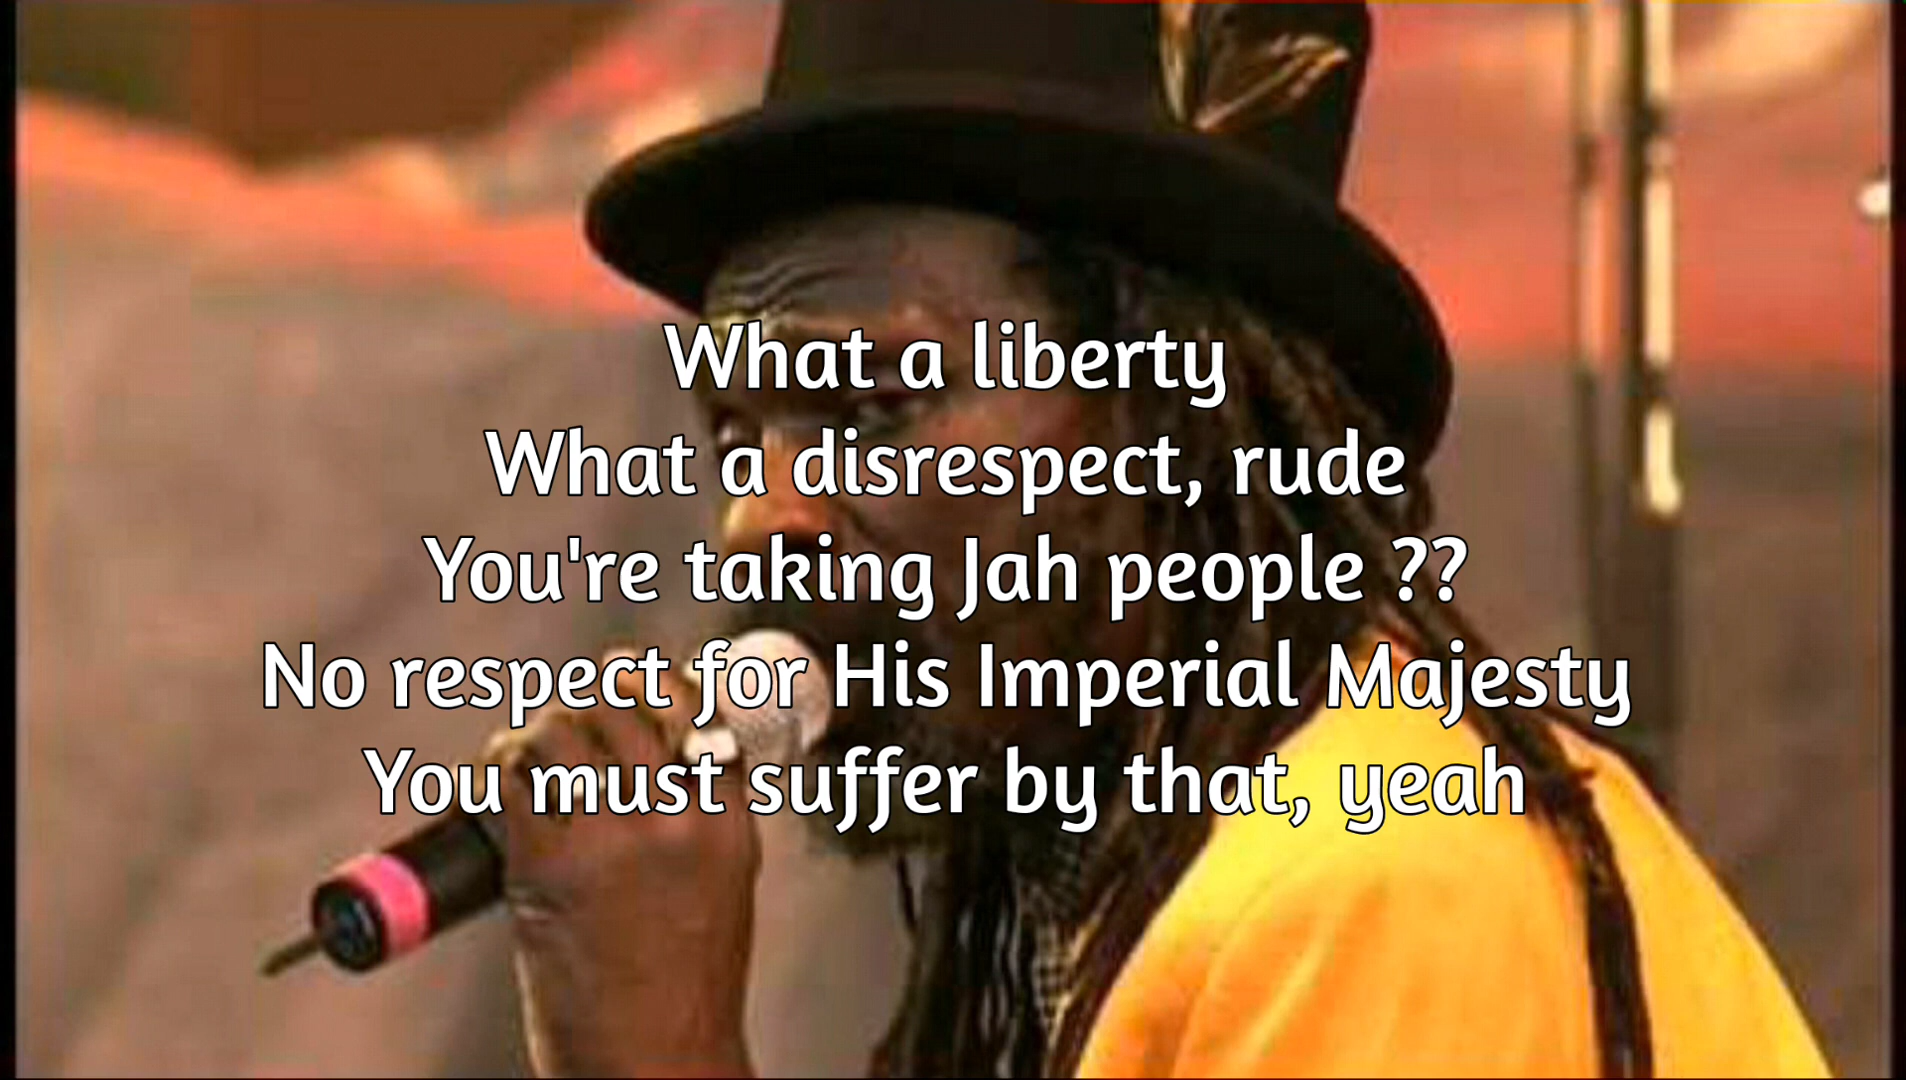 What a liberty
What a disrespect, rude
You're taking Jah people ??
No respect for His Imperial Majesty
You must suffer by that, yeah